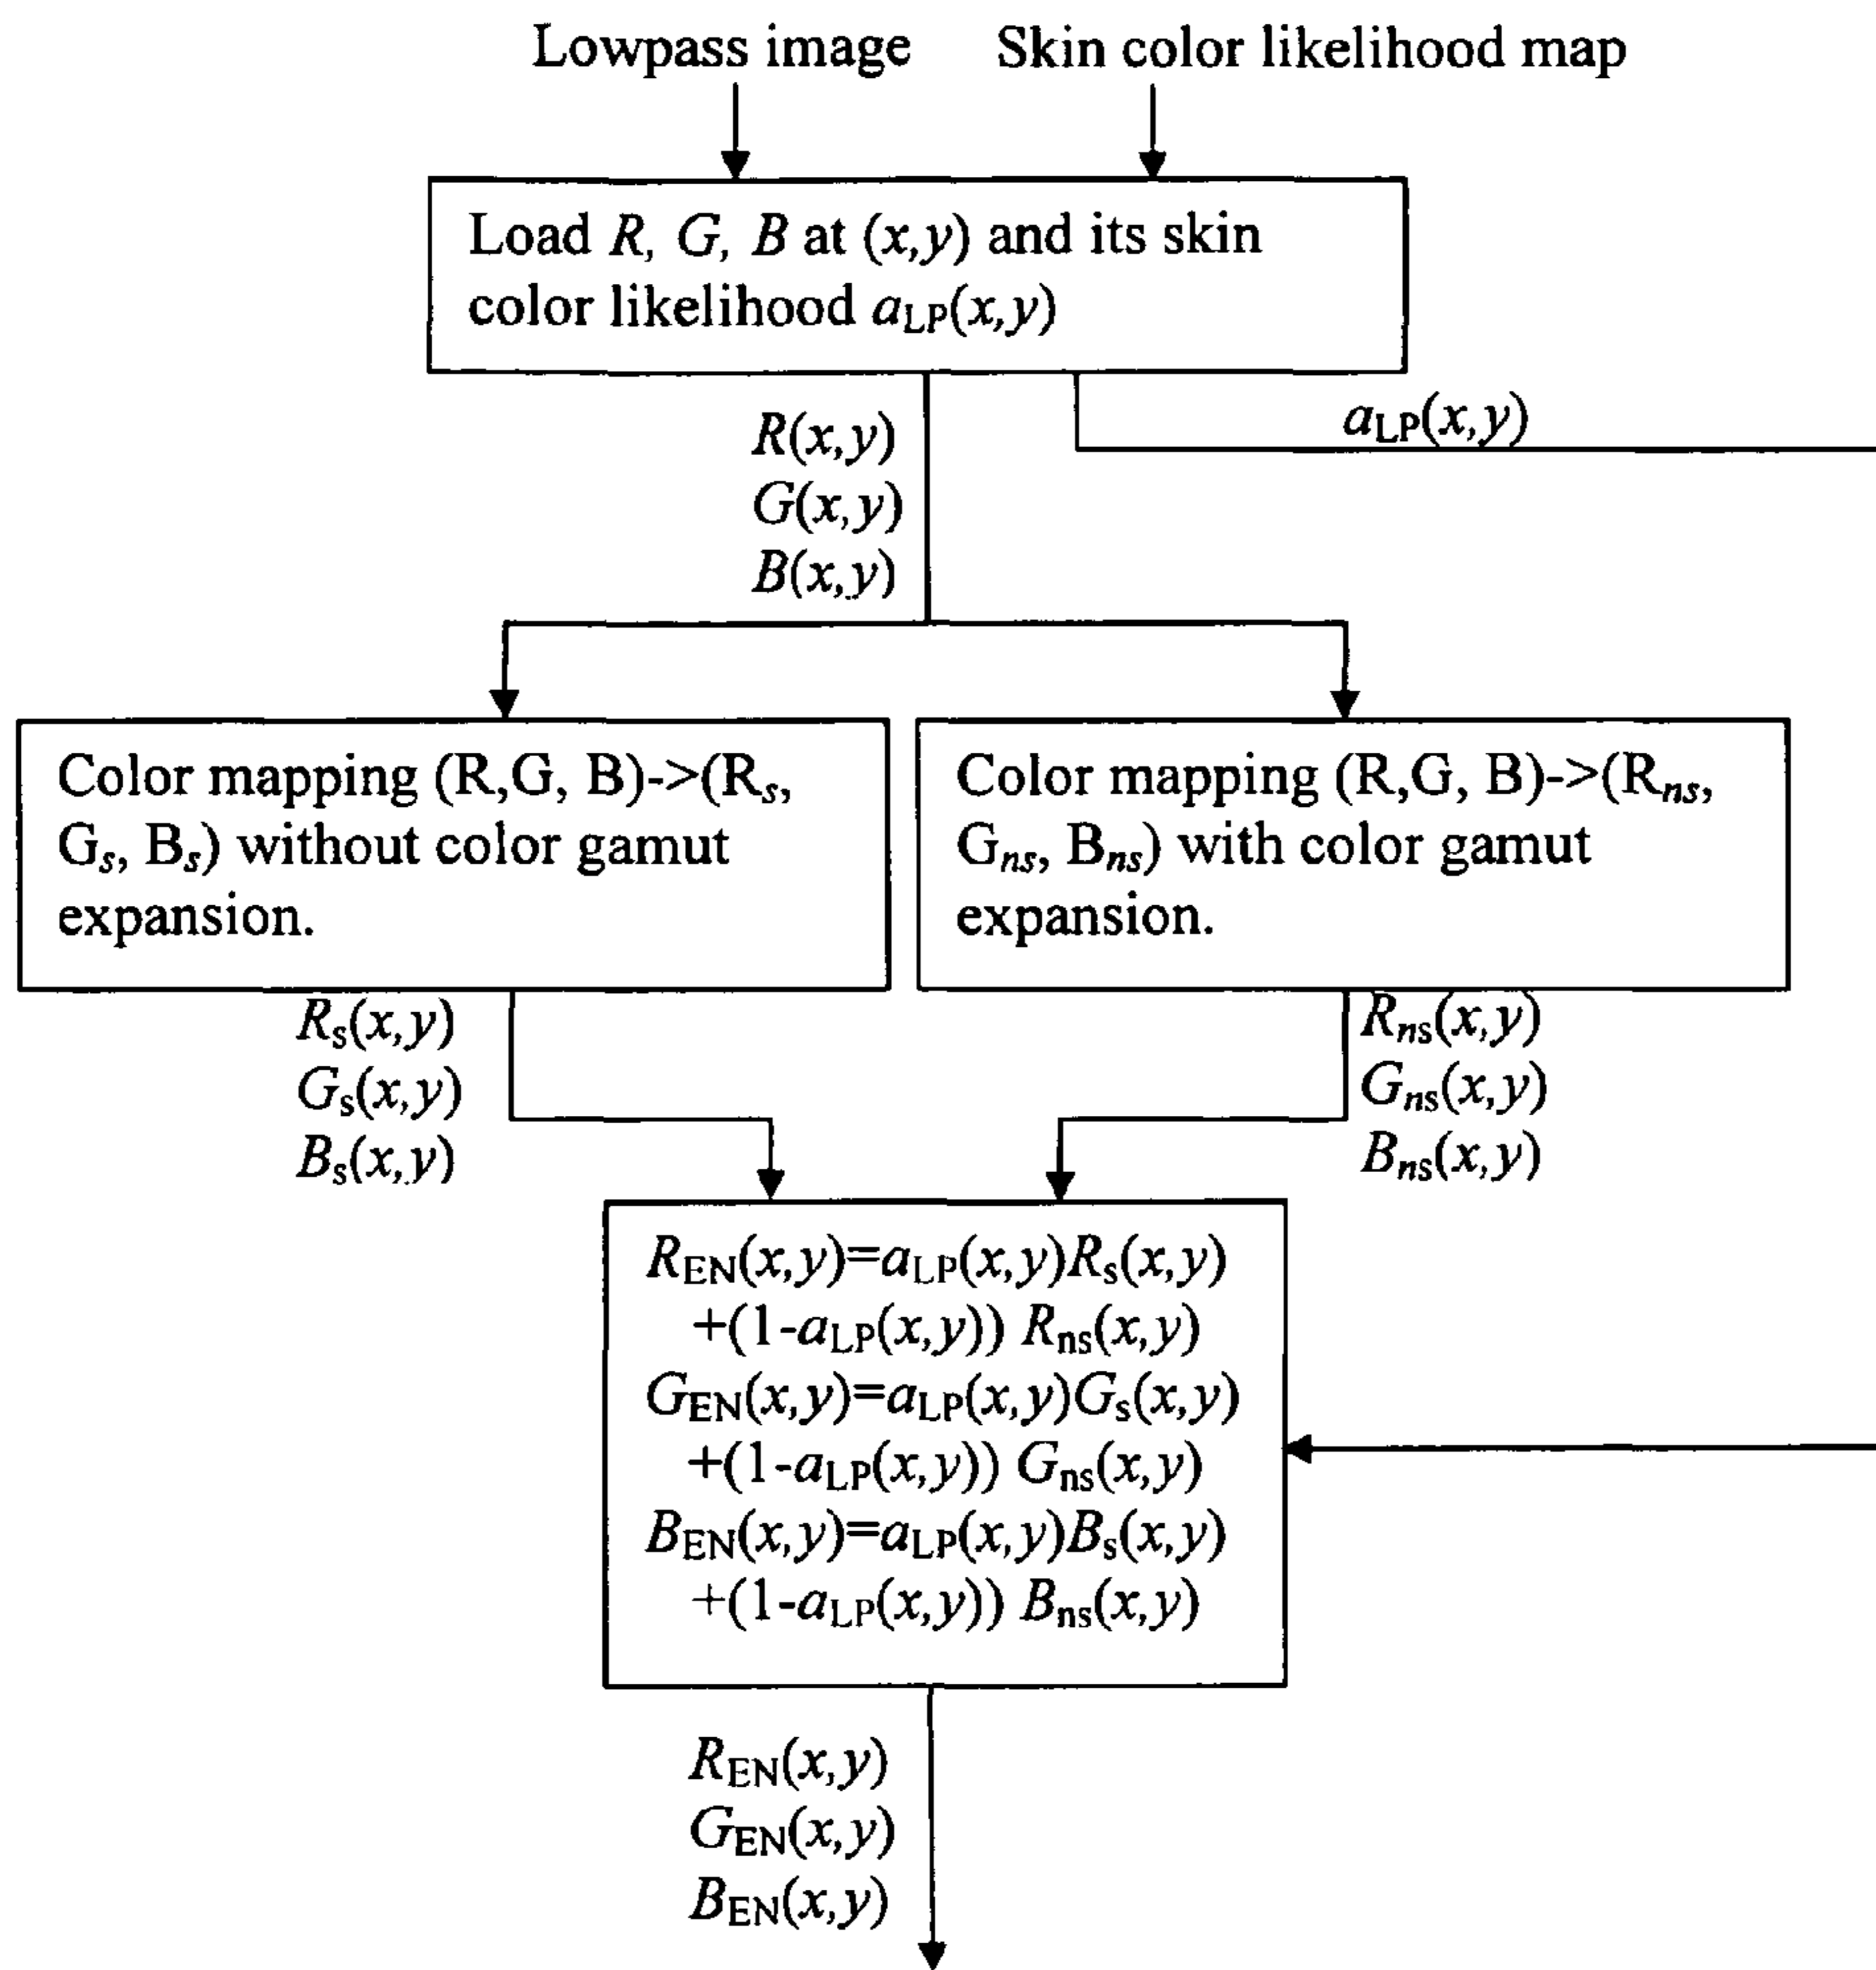 Lowpass image
Skin color likelihood map
Load R, G, B at (x,y) and its skin
color likelihood aLP(x,y)
aLP(x,y)
R(x,y)
G(x,y)
B(x,y)
Color mapping (R,G, B)->(Rs,
Gs, Bs) without color gamut
expansion.
Color mapping (R,G, B)->(Rns,
Gns, Bns) with color gamut
expansion.
Rs(x,y)
Gs(x,y)
Bs(x,y)
Rns(x,y)
Gns(x,y)
Bns(x,y)
REN(x,y)=aLP(x,y)Rs(x,y)
+(1-aLP(x,y)) Rns(x,y)
GEN(x,y)=aLP(x,y)Gs(x,y)
+(1-aLP(x,y)) Gns(x,y)
BEN(x,y)=aLP(x,y)Bs(x,y)
+(1-aLP(x,y)) Bns(x,y)
REN(x,y)
GEN(x,y)
BEN(x,y)